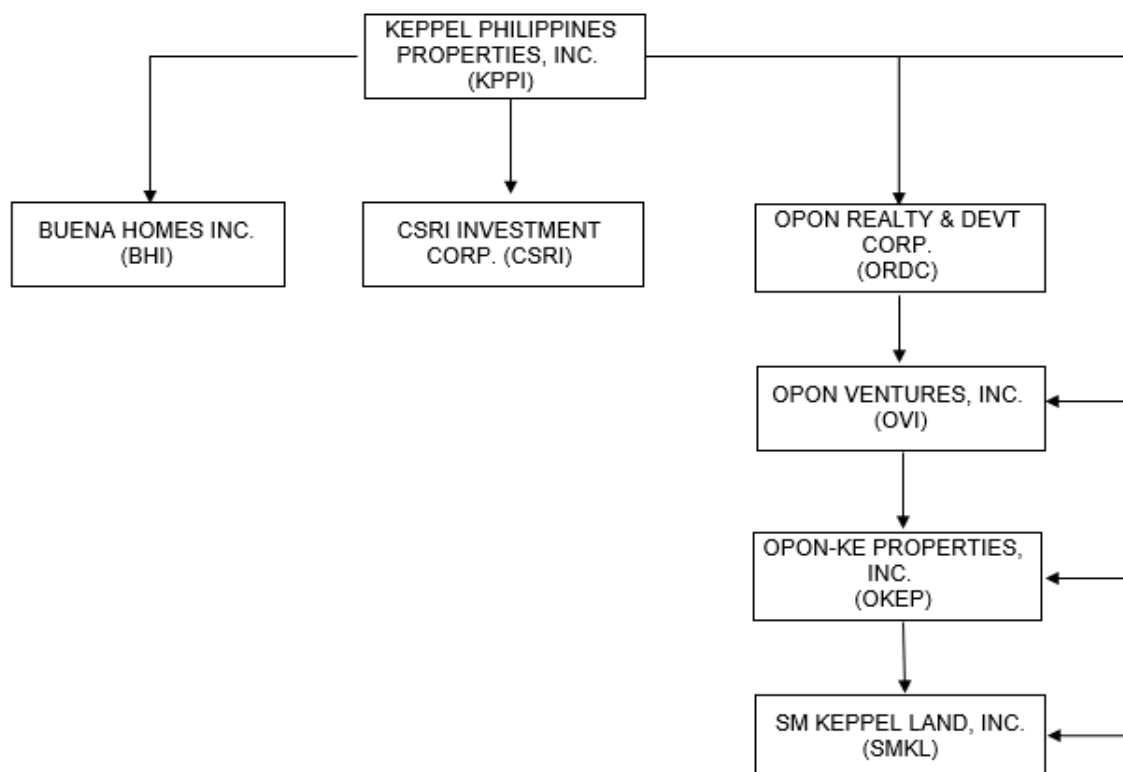 KEPPEL PHILIPPINES
PROPERTIES, INC.
(KPPI)
BUENA HOMES INC.
(BHI)
CSRI INVESTMENT
CORP. (CSRI)
OPON REALTY & DEVT
CORP.
(ORDC)
OPON VENTURES, INC.
(OVI)
OPON-KE PROPERTIES,
INC.
(OKEP)
SM KEPPEL LAND, INC.
(SMKL)